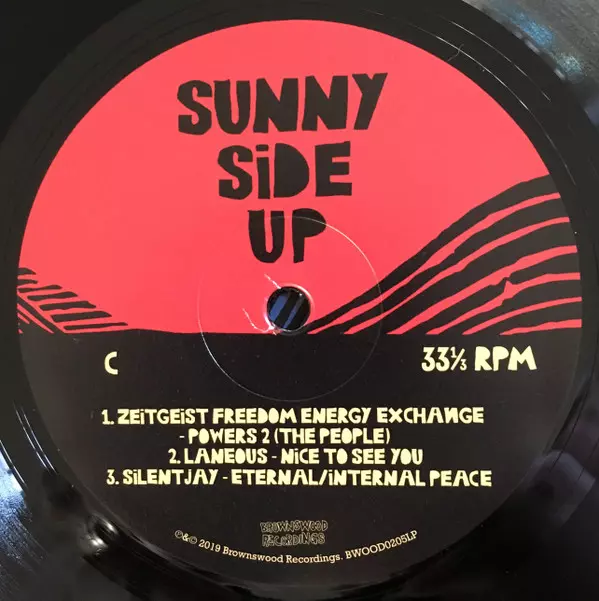 SUNNY
SiDE
UP
C
33⅓ RPM
1. ZEiTGEiST FREEDOM ENERGY EXCHANGE
- POWERS 2 (THE PEOPLE)
2. LANEOUS - NiCE TO SEE YOU
3. SiLENTJAY - ETERNAL/iNTERNAL PEACE
BROWNSWOOD
RECORDINGS
℗&© 2019 Brownswood Recordings. BWOOD0205LP